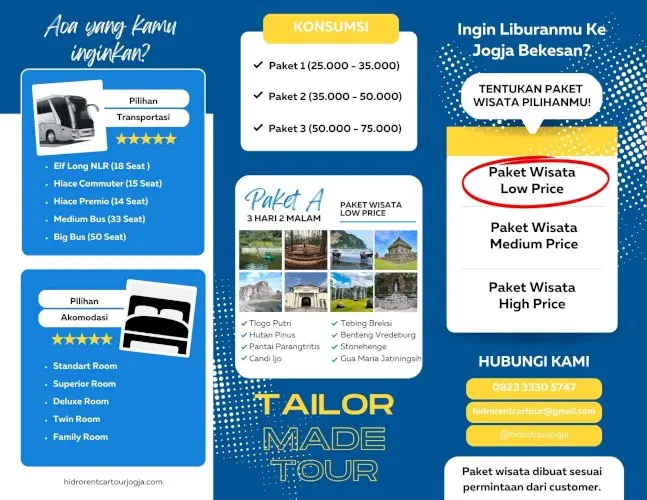 Apa yang kamu
inginkan?
Pilihan
Transportasi
Elf Long NLR (18 Seat )
Hiace Commuter (15 Seat)
Hiace Premio (14 Seat)
Medium Bus (33 Seat)
Big Bus (50 Seat)
Pilihan
Akomodasi
Standart Room
Superior Room
Deluxe Room
Twin Room
Family Room
hidrorentcartourjogja.com
KONSUMSI
Paket 1 (25.000 - 35.000)
Paket 2 (35.000 - 50.000)
Paket 3 (50.000 - 75.000)
Paket A
3 HARI 2 MALAM
PAKET WISATA
LOW PRICE
Tlogo Putri
Hutan Pinus
Pantai Parangtritis
Candi Ijo
Tebing Breksi
Benteng Vredeburg
Stonehenge
Gua Maria Jatiningsih
TAILOR
MADE
TOUR
Ingin Liburanmu Ke
Jogja Bekesan?
TENTUKAN PAKET
WISATA PILIHANMU!
Paket Wisata
Low Price
Paket Wisata
Medium Price
Paket Wisata
High Price
HUBUNGI KAMI
0823 3330 5747
hidrorentcartour@gmail.com
@hidrotourjogja
Paket wisata dibuat sesuai
permintaan dari customer.